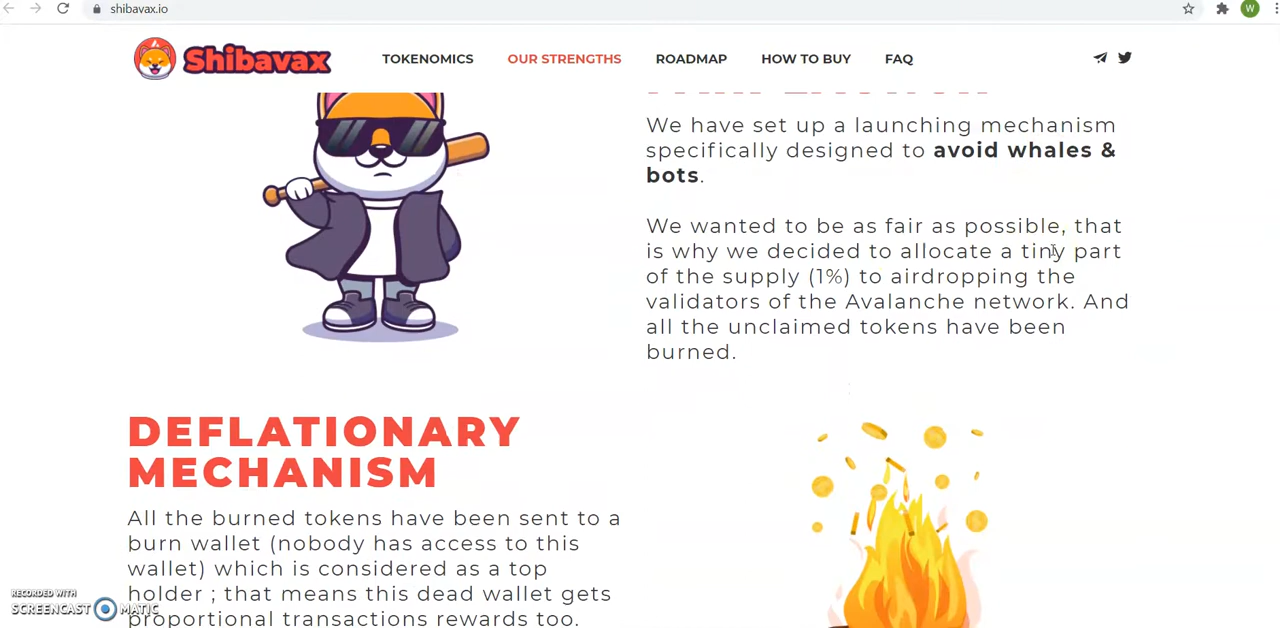 shibavax.io
W
Shibavax
TOKENOMICS
OUR STRENGTHS
ROADMAP
HOW TO BUY
FAQ
We have set up a launching mechanism
specifically designed to avoid whales &
bots.
We wanted to be as fair as possible, that
is why we decided to allocate a tiny part
of the supply (1%) to airdropping the
validators of the Avalanche network. And
all the unclaimed tokens have been
burned.
DEFLATIONARY
MECHANISM
All the burned tokens have been sent to a
burn wallet (nobody has access to this
wallet) which is considered as a top
holder ; that means this dead wallet gets
proportional transactions rewards too.
RECORDED WITH
SCREENCAST MATIC